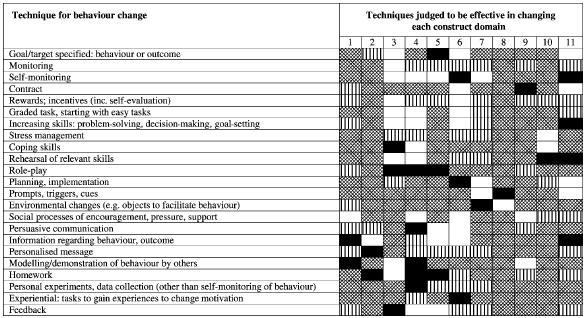 Technique for behaviour change
Techniques judged to be effective in changing
each construct domain
1 2 3 4 5 6 7 8 9 10 11
Goal/target specified: behaviour or outcome
Monitoring
Self-monitoring
Contract
Rewards; incentives (inc. self-evaluation)
Graded task, starting with easy tasks
Increasing skills: problem-solving, decision-making, goal-setting
Stress management
Coping skills
Rehearsal of relevant skills
Role-play
Planning, implementation
Prompts, triggers, cues
Environmental changes (e.g. objects to facilitate behaviour)
Social processes of encouragement, pressure, support
Persuasive communication
Information regarding behaviour, outcome
Personalised message
Modelling/demonstration of behaviour by others
Homework
Personal experiments, data collection (other than self-monitoring of behaviour)
Experiential: tasks to gain experiences to change motivation
Feedback